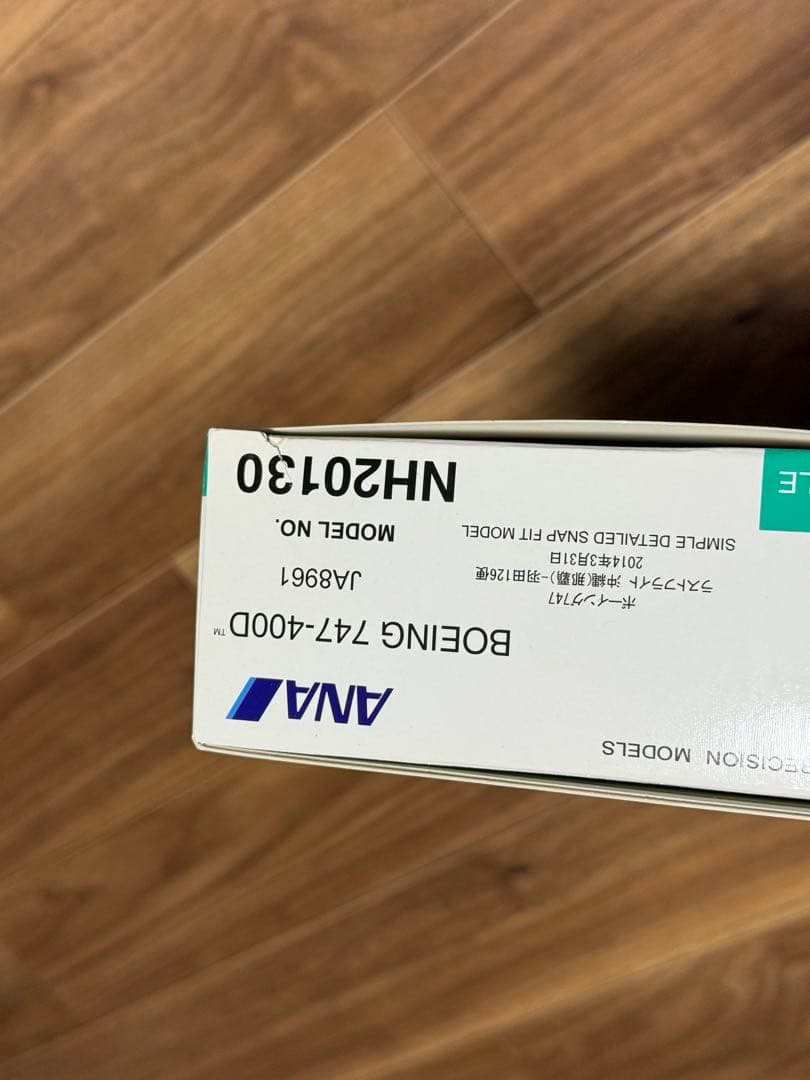 PRECISION MODELS
ANA
BOEING 747-400D™
JA8961
MODEL NO.
NH20130
ボーイング747
ラストフライト 沖縄(那覇)-羽田126便
2014年3月31日
SIMPLE DETAILED SNAP FIT MODEL
LE